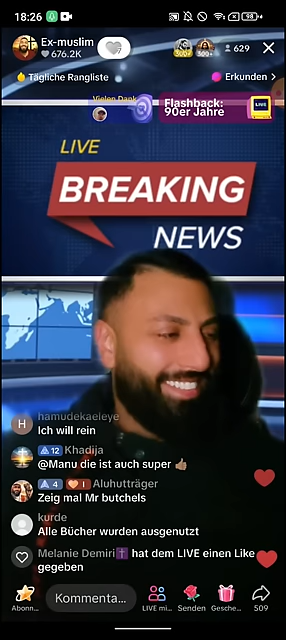 18:26
98
Ex-muslim
676.2K
300+
300+
629
Tägliche Rangliste
Erkunden >
Vielen Dank
Flashback:
90er Jahre
LIVE
LIVE
BREAKING
NEWS
H hamudekaeleye
Ich will rein
12 Khadija
@Manu die ist auch super 👍🏽
4 1 Aluhutträger
Zeig mal Mr butchels
kurde
Alle Bücher wurden ausgenutzt
Melanie Demiri✝️ hat dem LIVE einen Like
gegeben
Kommenta...
Abonn... LIVE mi... Senden Gesche... 509